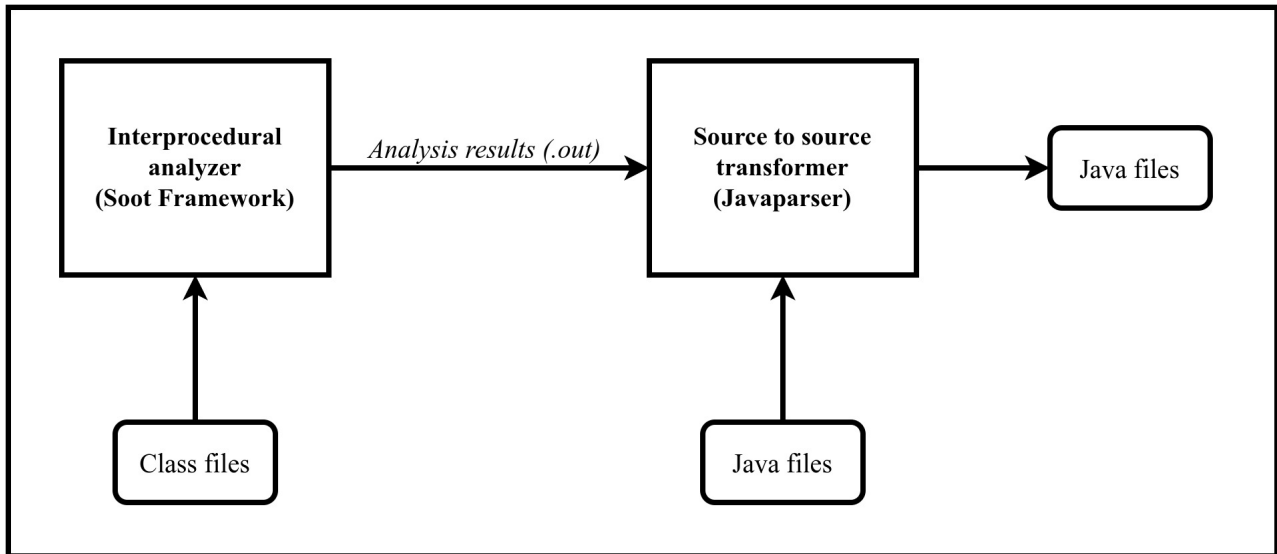 Interprocedural
analyzer
(Soot Framework)
Analysis results (.out)
Source to source
transformer
(Javaparser)
Java files
Class files
Java files